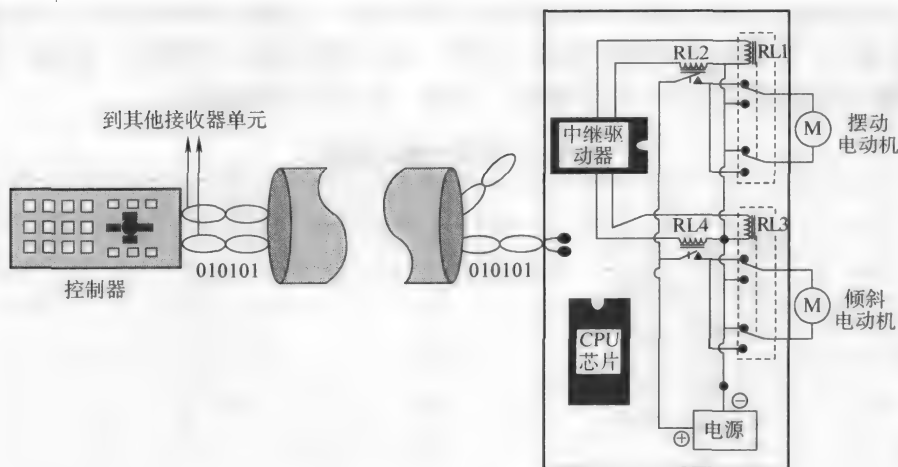 到其他接收器单元
010101
控制器
010101
中继驱
动器
CPU
芯片
RL2
RL1
RL4
RL3
M
摆动
电动机
M
倾斜
电动机
电源